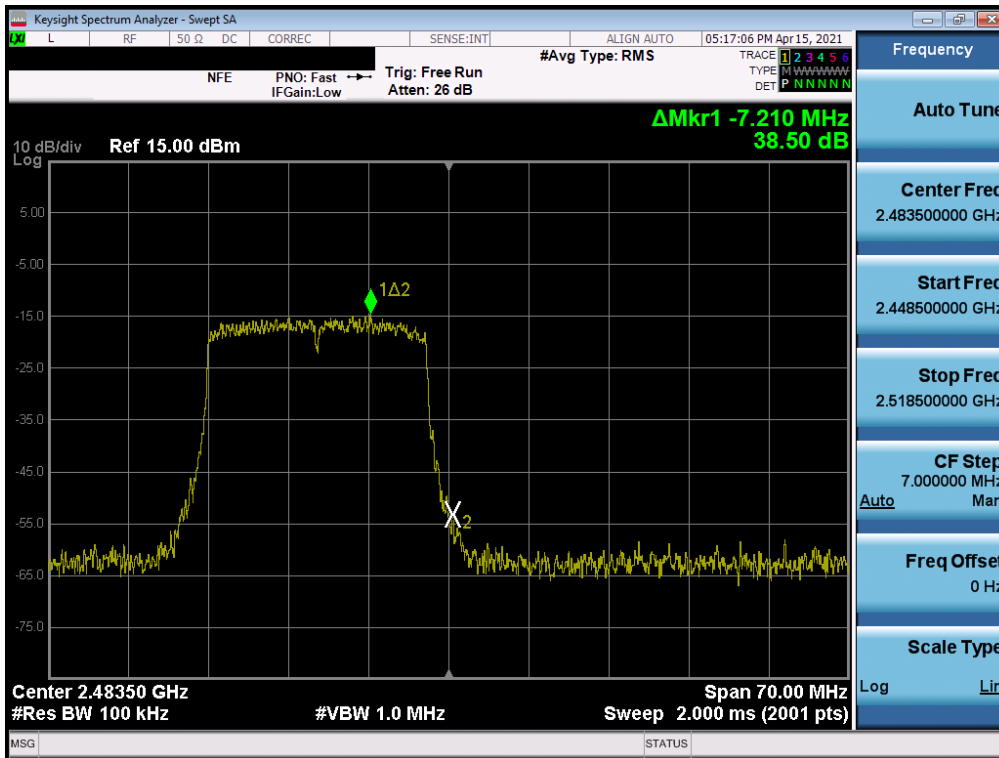 Keysight Spectrum Analyzer - Swept SA
LXI L RF 50 Ω DC CORREC SENSE:INT ALIGN AUTO 05:17:06 PM Apr 15, 2021
NFE PNO: Fast Trig: Free Run #Avg Type: RMS TRACE 1 2 3 4 5 6
IFGain:Low Atten: 26 dB TYPE M WWWWW
DET P N N N N N
ΔMkr1 -7.210 MHz
38.50 dB
10 dB/div Ref 15.00 dBm
Log
5.00
-5.00
1Δ2
-15.0
-25.0
-35.0
-45.0
-55.0
2
-65.0
-75.0
Center 2.48350 GHz Span 70.00 MHz
#Res BW 100 kHz #VBW 1.0 MHz Sweep 2.000 ms (2001 pts)
MSG STATUS
Frequency
Auto Tune
Center Freq
2.483500000 GHz
Start Freq
2.448500000 GHz
Stop Freq
2.518500000 GHz
CF Step
7.000000 MHz
Auto Man
Freq Offset
0 Hz
Scale Type
Log Lin